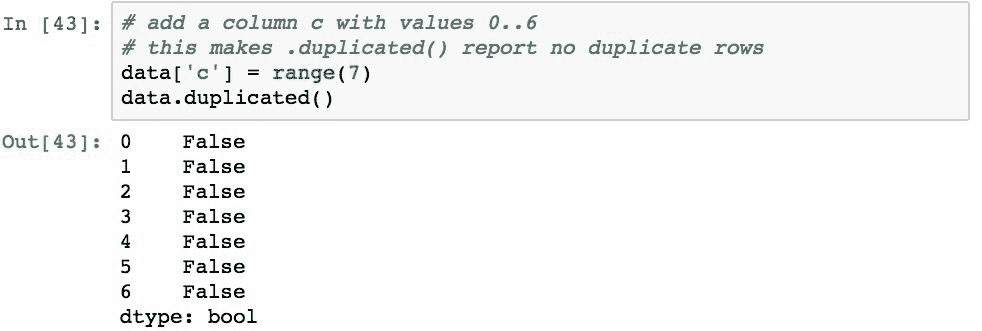 In [43]: # add a column c with values 0..6
# this makes .duplicated() report no duplicate rows
data['c'] = range(7)
data.duplicated()
Out[43]: 0 False
1 False
2 False
3 False
4 False
5 False
6 False
dtype: bool